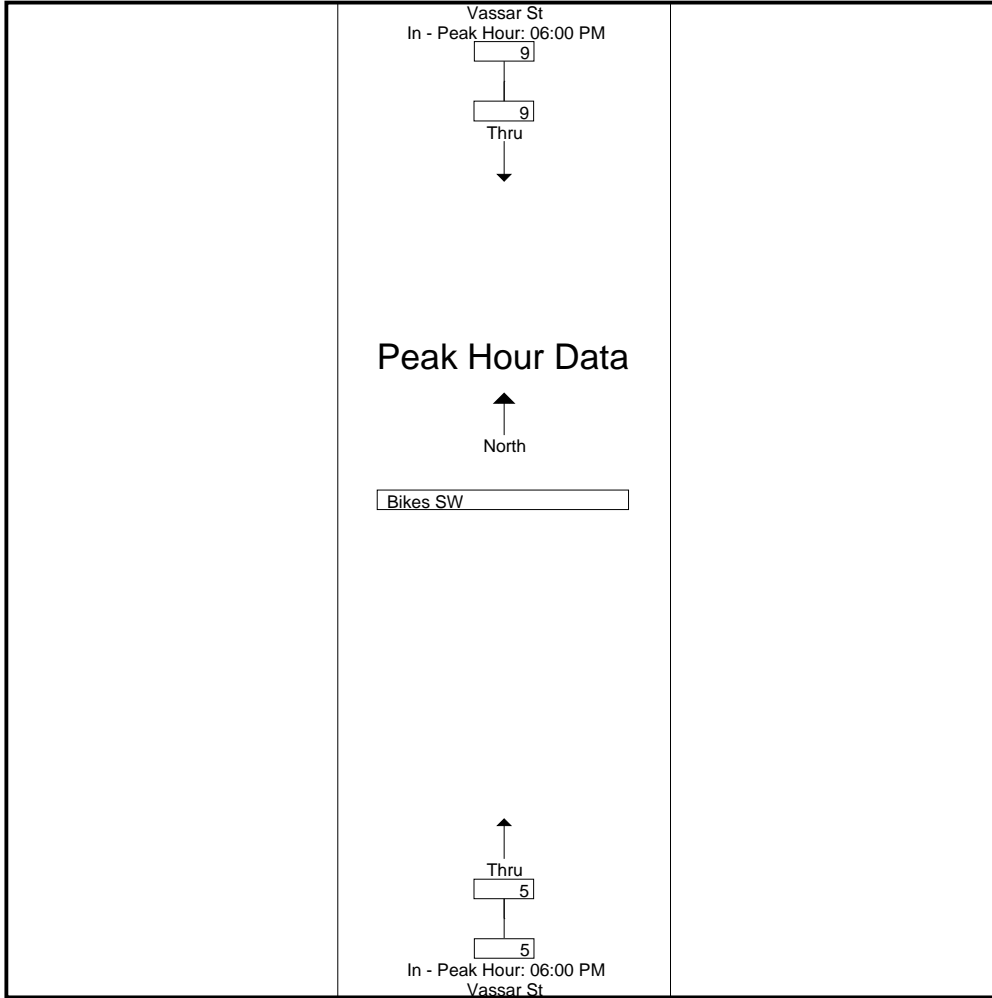 Vassar St
In - Peak Hour: 06:00 PM
9
9
Thru
Peak Hour Data
North
Bikes SW
Thru
5
5
In - Peak Hour: 06:00 PM
Vassar St